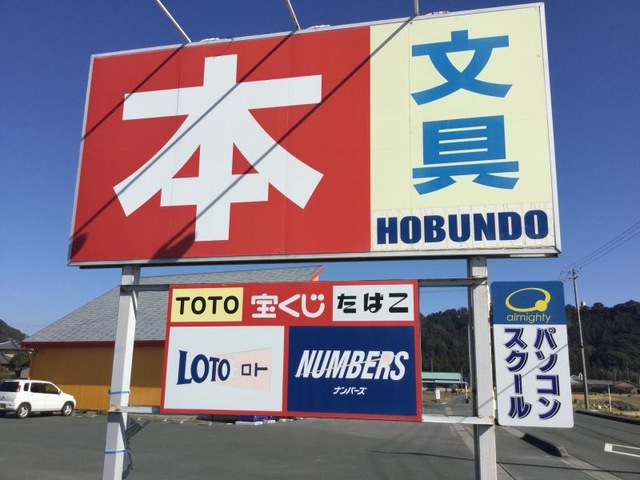 本
文
具
HOBUNDO
TOTO
宝くじ
たばこ
LOTO ロト
NUMBERS
ナンバーズ
almighty
パソコン
スクール